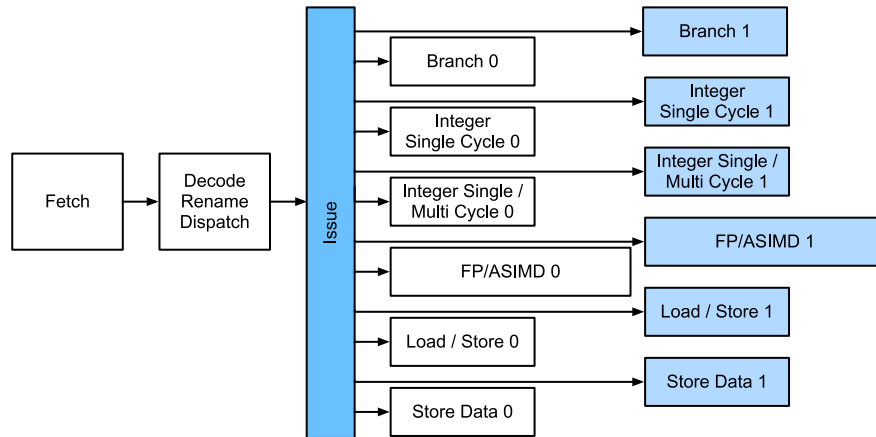 Fetch
Decode
Rename
Dispatch
Issue
Branch 1
Branch 0
Integer
Single Cycle 1
Integer
Single Cycle 0
Integer Single /
Multi Cycle 1
Integer Single /
Multi Cycle 0
FP/ASIMD 1
FP/ASIMD 0
Load / Store 1
Load / Store 0
Store Data 1
Store Data 0